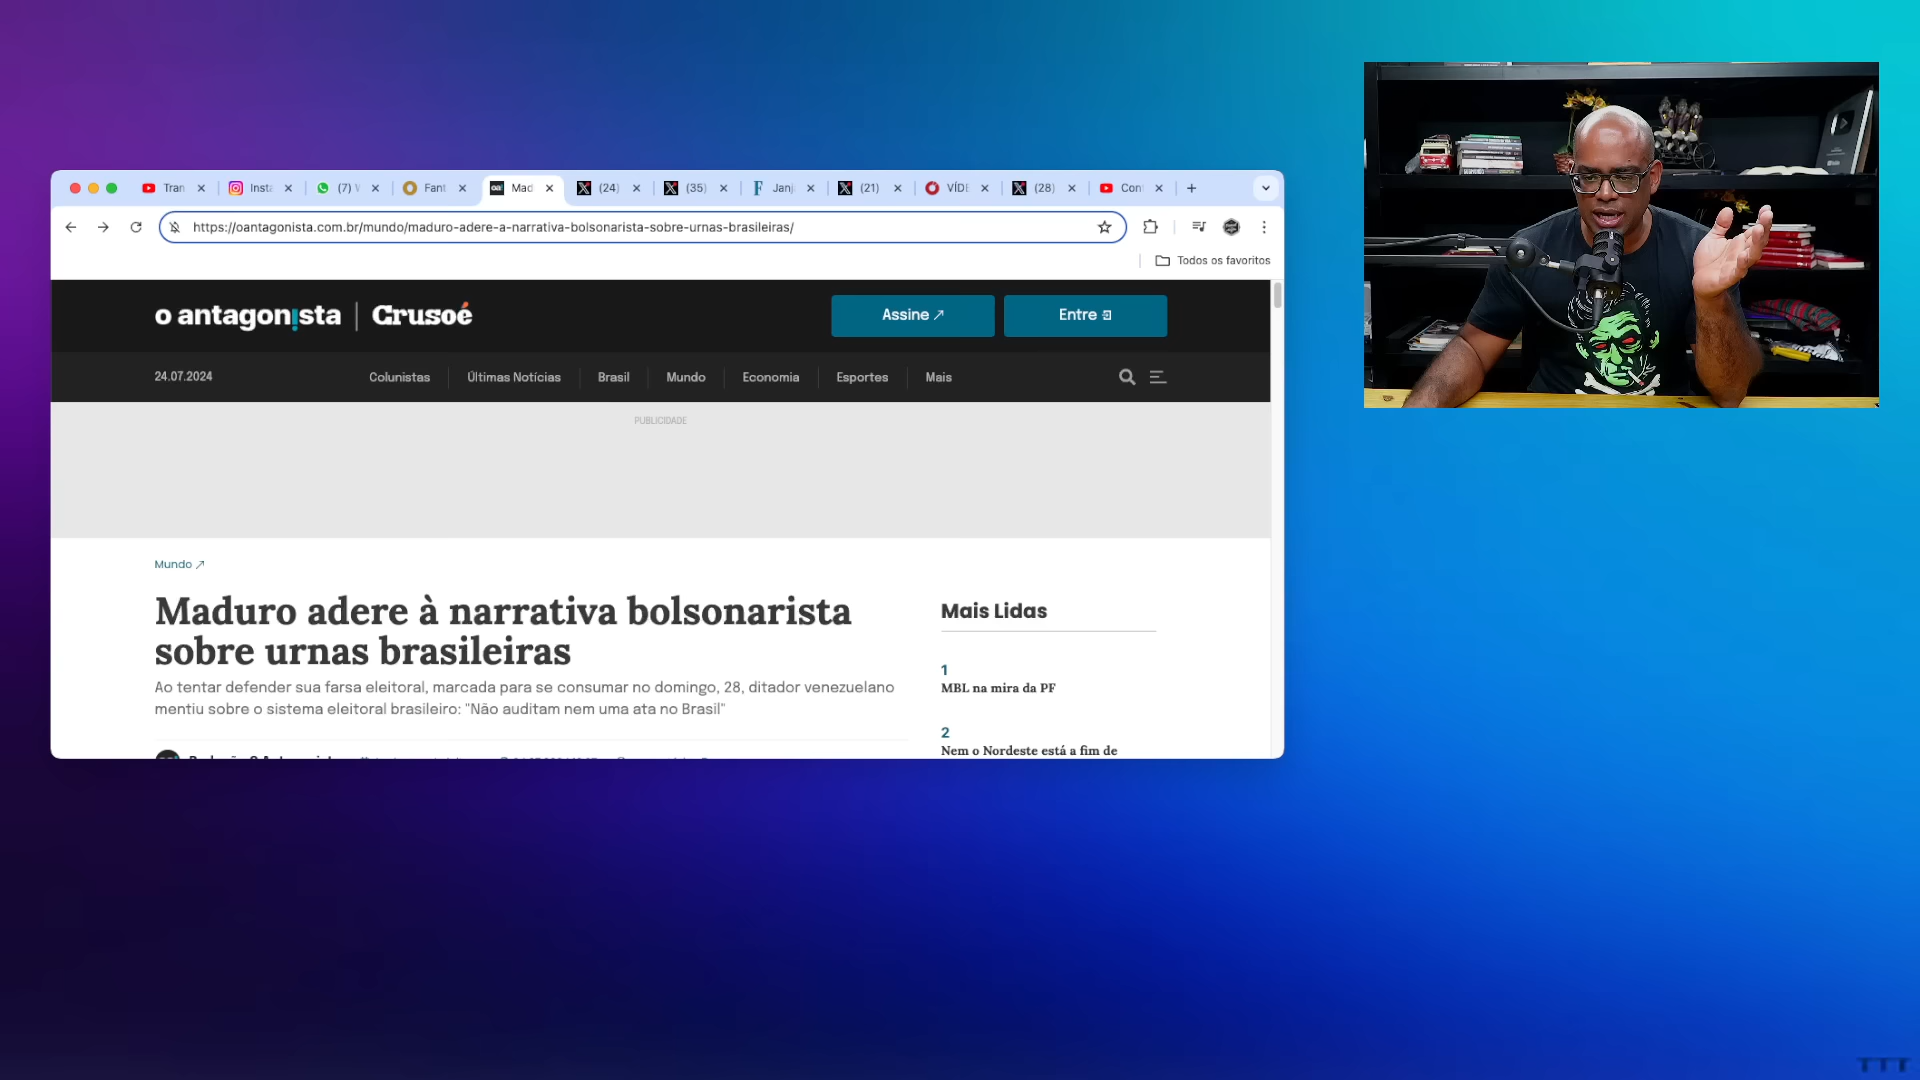 Tran
Insta
(7) W
Fant
Mad
(24)
(35)
Janj
(21)
VÍDE
(28)
Con
https://oantagonista.com.br/mundo/maduro-adere-a-narrativa-bolsonarista-sobre-urnas-brasileiras/
Todos os favoritos
o antagonista | Crusoé
Assine ↗
Entre
24.07.2024
Colunistas
Últimas Notícias
Brasil
Mundo
Economia
Esportes
Mais
PUBLICIDADE
Mundo ↗
Maduro adere à narrativa bolsonarista
sobre urnas brasileiras
Ao tentar defender sua farsa eleitoral, marcada para se consumar no domingo, 28, ditador venezuelano
mentiu sobre o sistema eleitoral brasileiro: "Não auditam nem uma ata no Brasil"
Mais Lidas
1
MBL na mira da PF
2
Nem o Nordeste está a fim de
TTT